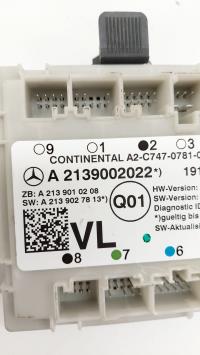 9 1 2 3
CONTINENTAL A2-C747-0781-0
A 2139002022*) 191
ZB: A 213 901 02 08
SW: A 213 902 78 13*)
Q01
HW-Version:
SW-Version:
Diagnostic ID
*)gueltig bis
SW-Aktualis
VL
8 7 6